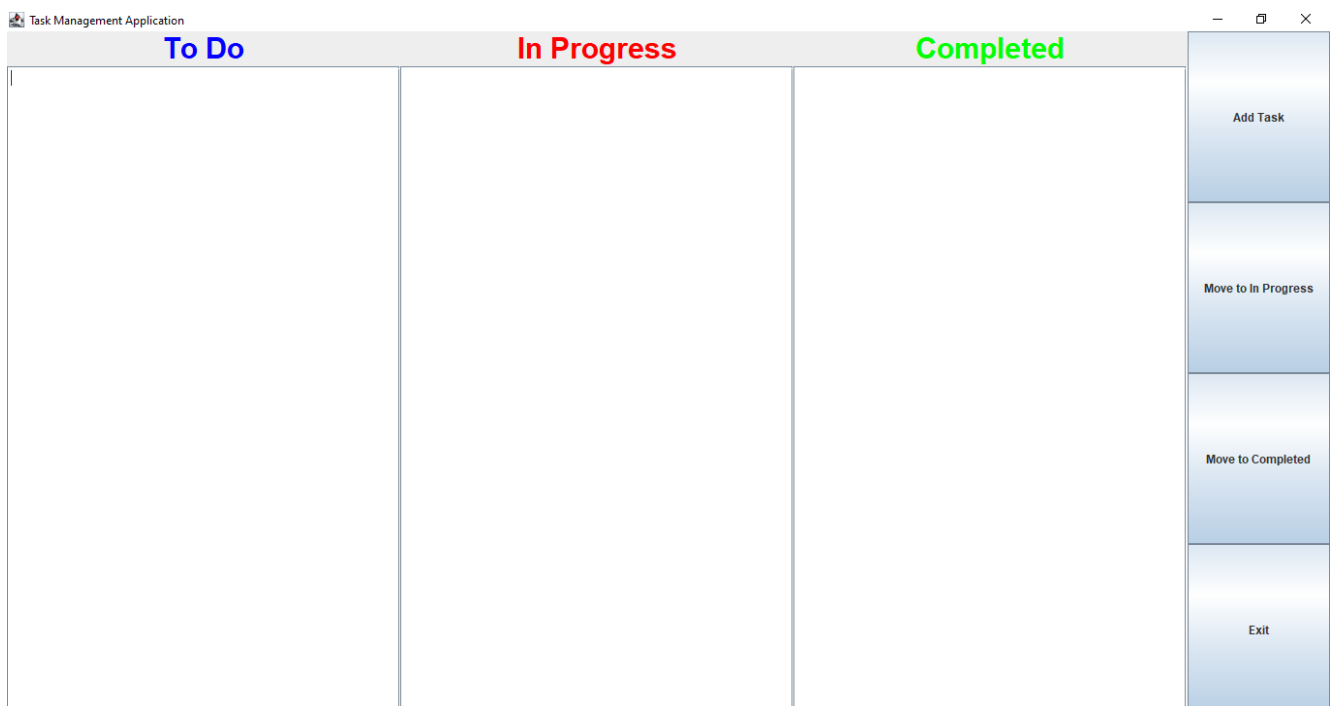 Task Management Application
To Do
In Progress
Completed
Add Task
Move to In Progress
Move to Completed
Exit